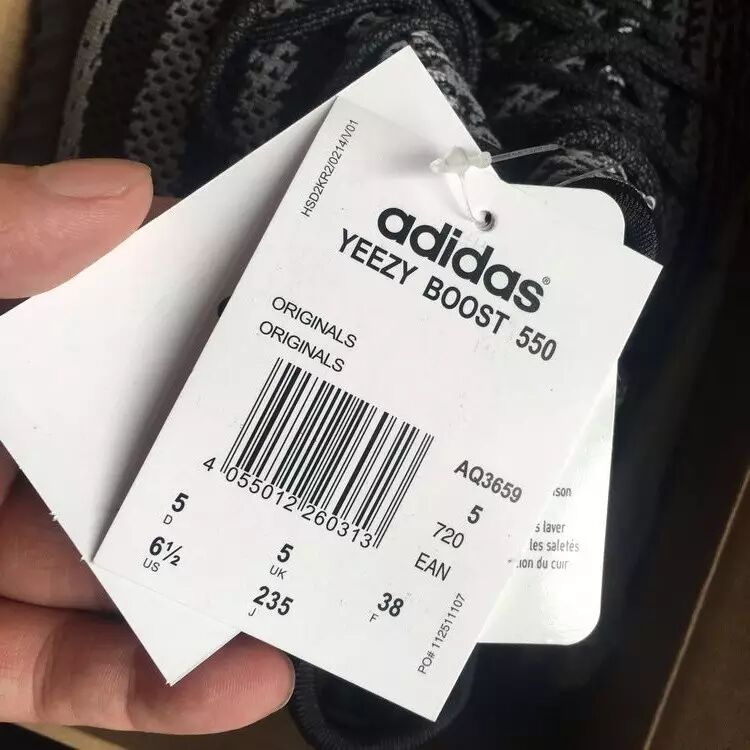 HSD2KR2/0214/V01
adidas®
YEEZY BOOST 550
ORIGINALS
ORIGINALS
4 055012 260313
AQ3659
5
720
EAN
5
D
6½
US
5
UK
235
J
38
F
PO# 112511107
s laver
les saletés
ion du cuir